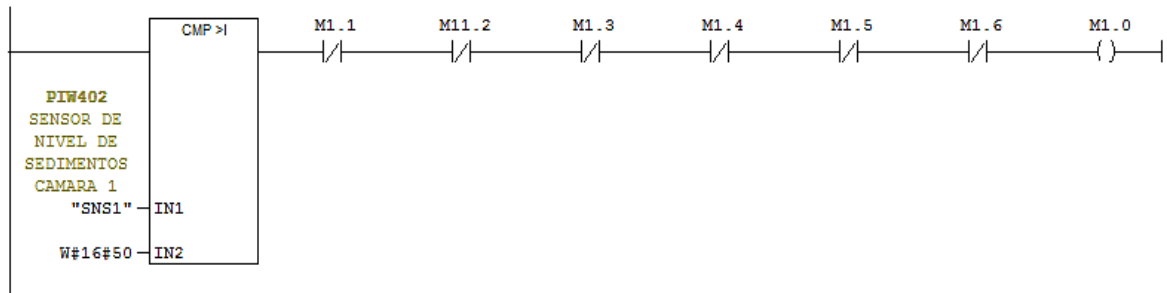 CMP >I
M1.1 M11.2 M1.3 M1.4 M1.5 M1.6 M1.0
PIW402
SENSOR DE
NIVEL DE
SEDIMENTOS
CAMARA 1
"SNS1" IN1
W#16#50 IN2